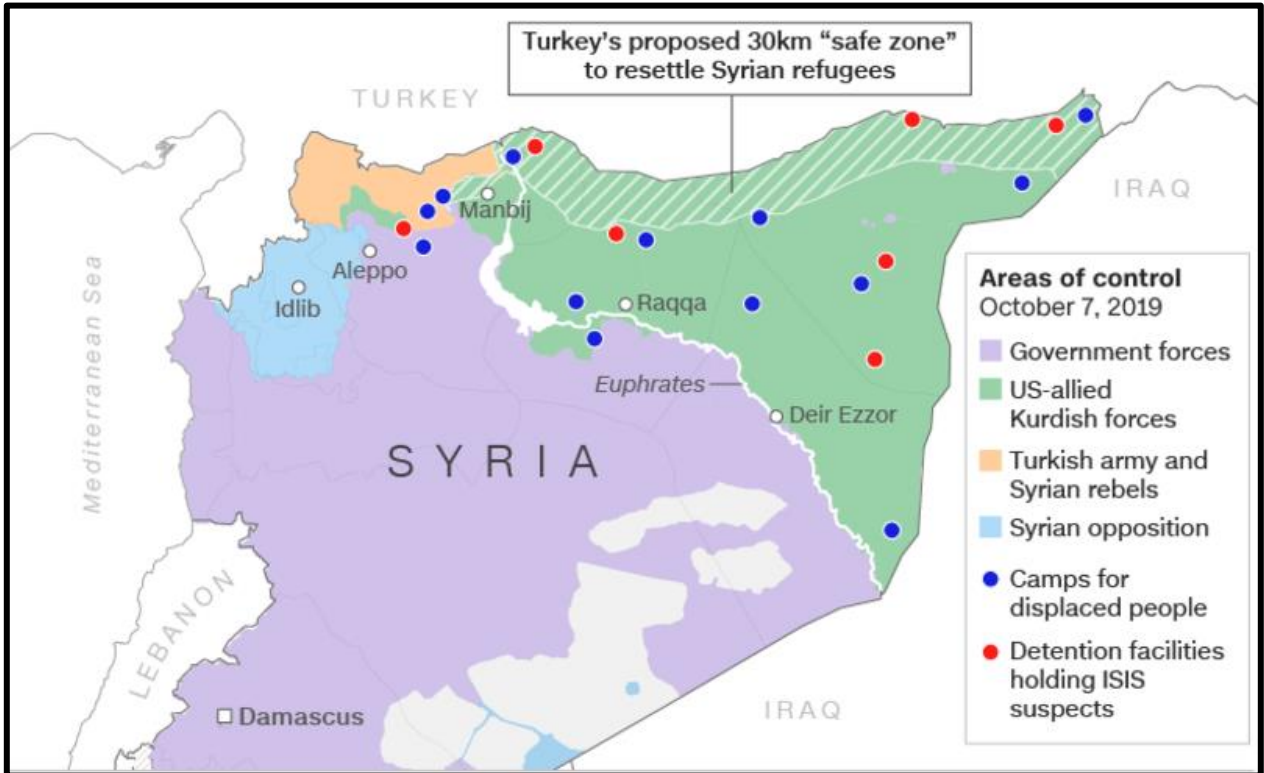 Turkey's proposed 30km “safe zone”
to resettle Syrian refugees
TURKEY
IRAQ
Manbij
Aleppo
Idlib
Raqqa
Mediterranean Sea
Euphrates
Deir Ezzor
SYRIA
LEBANON
Damascus
IRAQ
Areas of control
October 7, 2019
Government forces
US-allied
Kurdish forces
Turkish army and
Syrian rebels
Syrian opposition
Camps for
displaced people
Detention facilities
holding ISIS
suspects